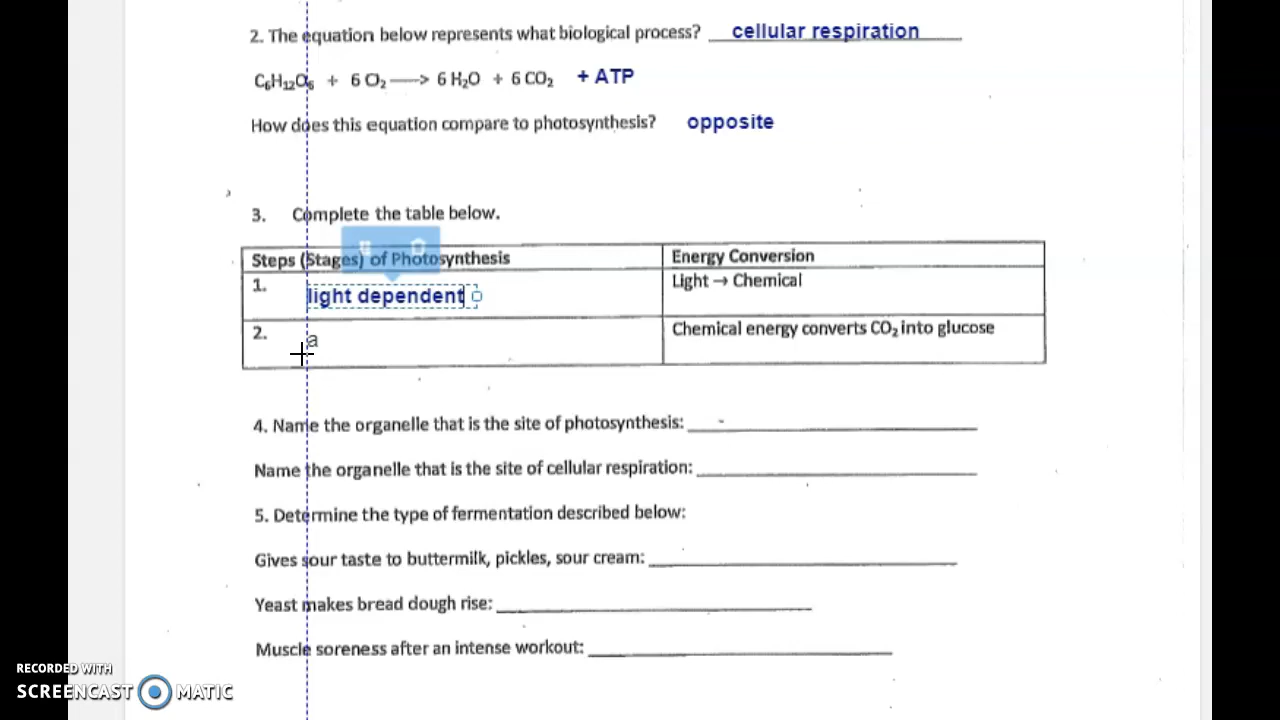 2. The equation below represents what biological process? cellular respiration
C₆H₁₂O₆ + 6 O₂ —> 6 H₂O + 6 CO₂ + ATP
How does this equation compare to photosynthesis? opposite
3. Complete the table below.
Steps (Stages) of Photosynthesis Energy Conversion
1. light dependent Light → Chemical
2. a Chemical energy converts CO₂ into glucose
4. Name the organelle that is the site of photosynthesis:
Name the organelle that is the site of cellular respiration:
5. Determine the type of fermentation described below:
Gives sour taste to buttermilk, pickles, sour cream:
Yeast makes bread dough rise:
Muscle soreness after an intense workout:
RECORDED WITH
SCREENCAST MATIC